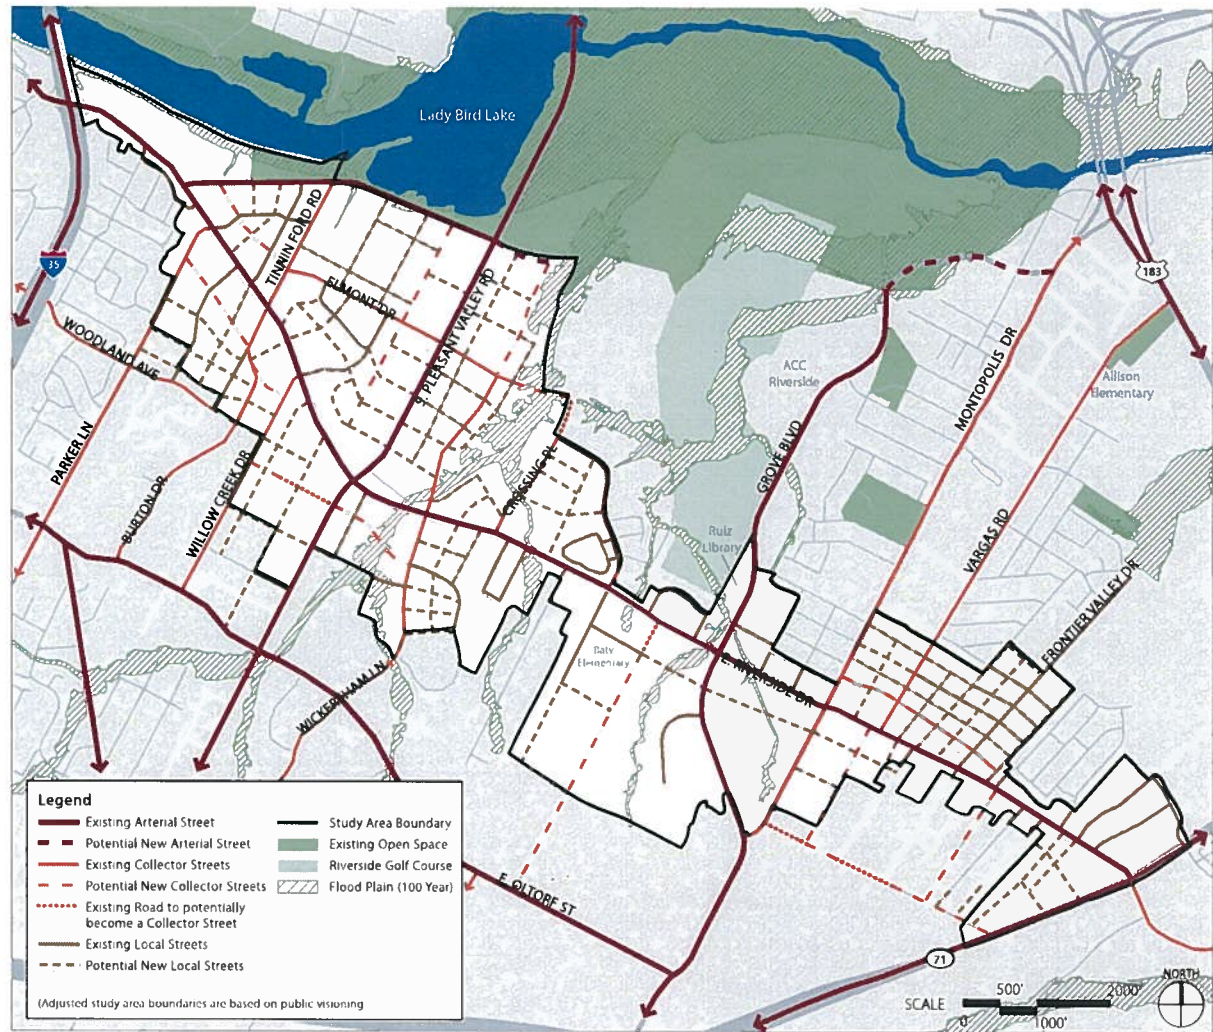 Lady Bird Lake
35
183
TINNIN FORD RD
ELMONT DR
S. PLEASANT VALLEY RD
WOODLAND AVE
PARKER LN
BURTON DR
WILLOW CREEK DR
CROSSING PL
WICKERSHAM LN
ACC
Riverside
GROVE BLVD
MONTOPOLIS DR
Allison
Elementary
VARGAS RD
Ruiz
Library
FRONTIER VALLEY DR
Baty
Elementary
E. RIVERSIDE DR
E. OLTORF ST
71
Legend
Existing Arterial Street
Potential New Arterial Street
Existing Collector Streets
Potential New Collector Streets
Existing Road to potentially
become a Collector Street
Existing Local Streets
Potential New Local Streets
Study Area Boundary
Existing Open Space
Riverside Golf Course
Flood Plain (100 Year)
(Adjusted study area boundaries are based on public visioning
SCALE
500'
2000'
0
1000'
NORTH